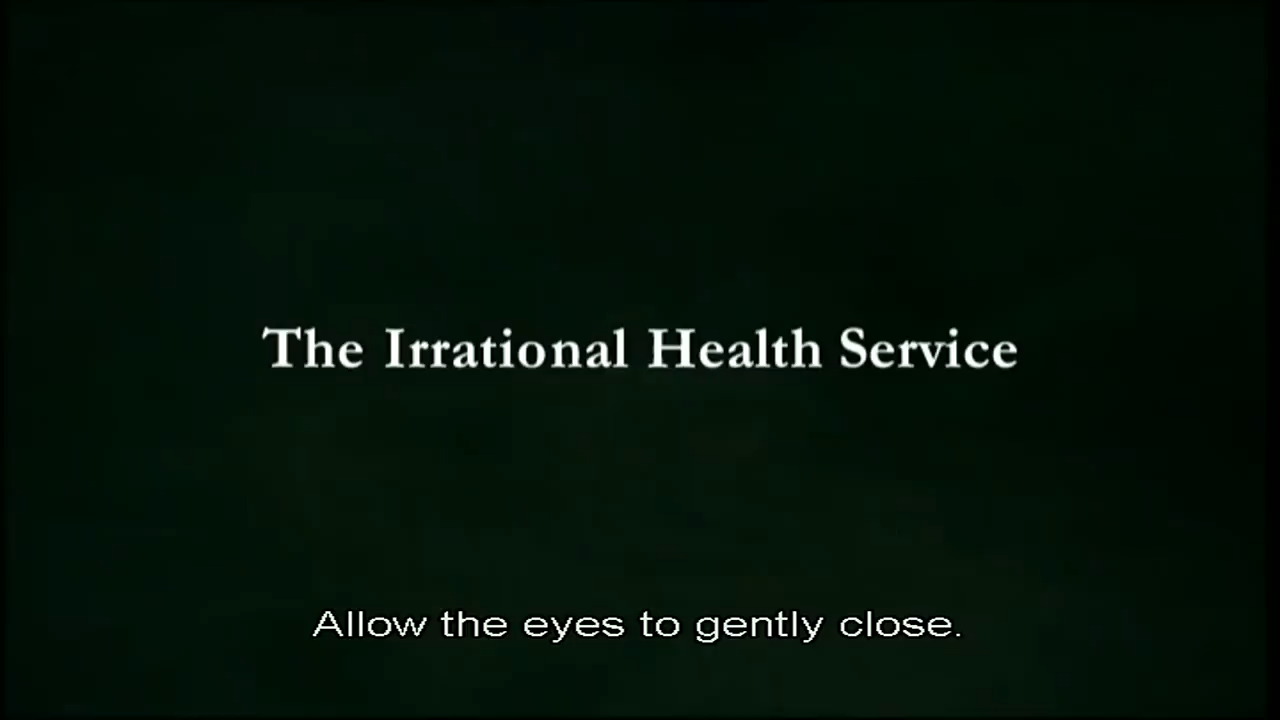 The Irrational Health Service
Allow the eyes to gently close.